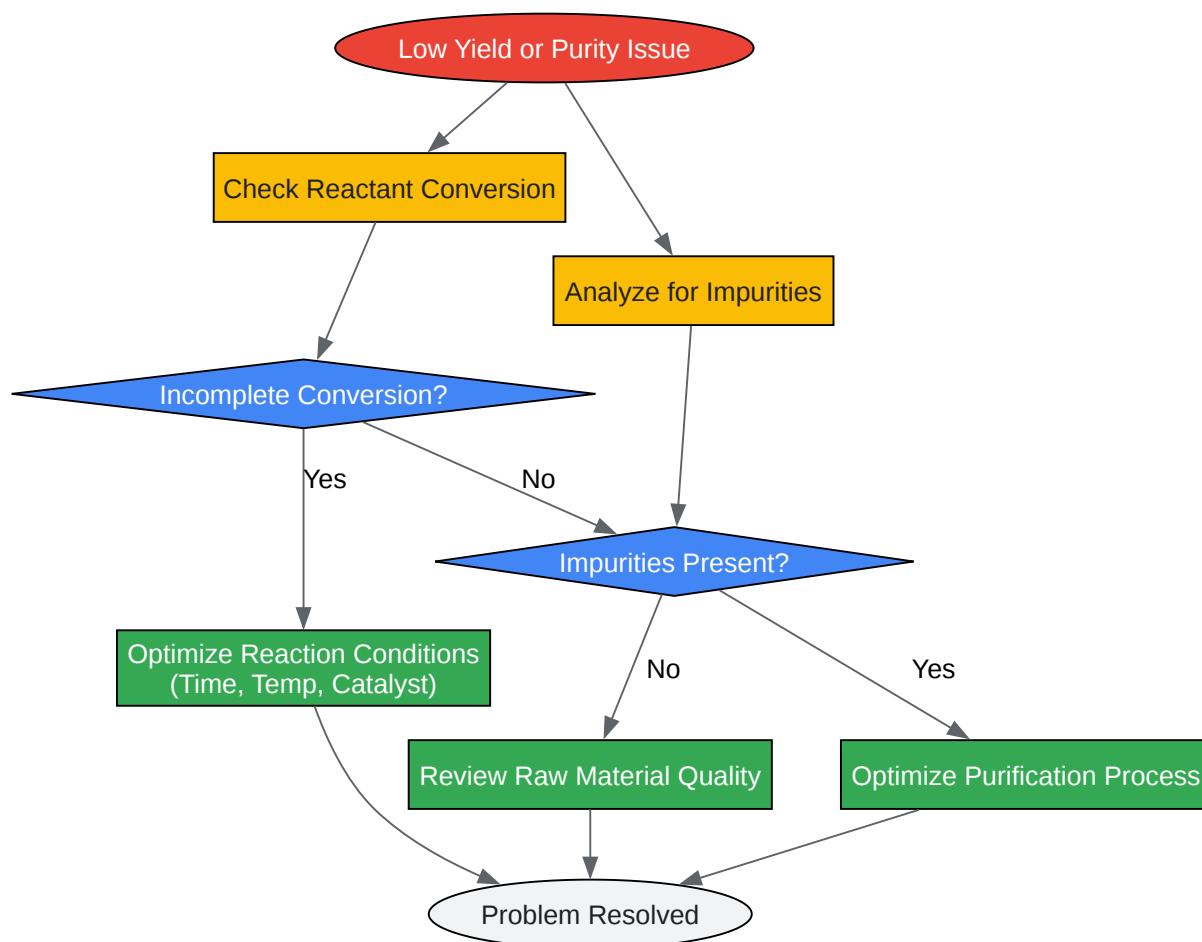 Low Yield or Purity Issue
Check Reactant Conversion
Analyze for Impurities
Incomplete Conversion?
Yes
No
Impurities Present?
Optimize Reaction Conditions
(Time, Temp, Catalyst)
No
Yes
Review Raw Material Quality
Optimize Purification Process
Problem Resolved